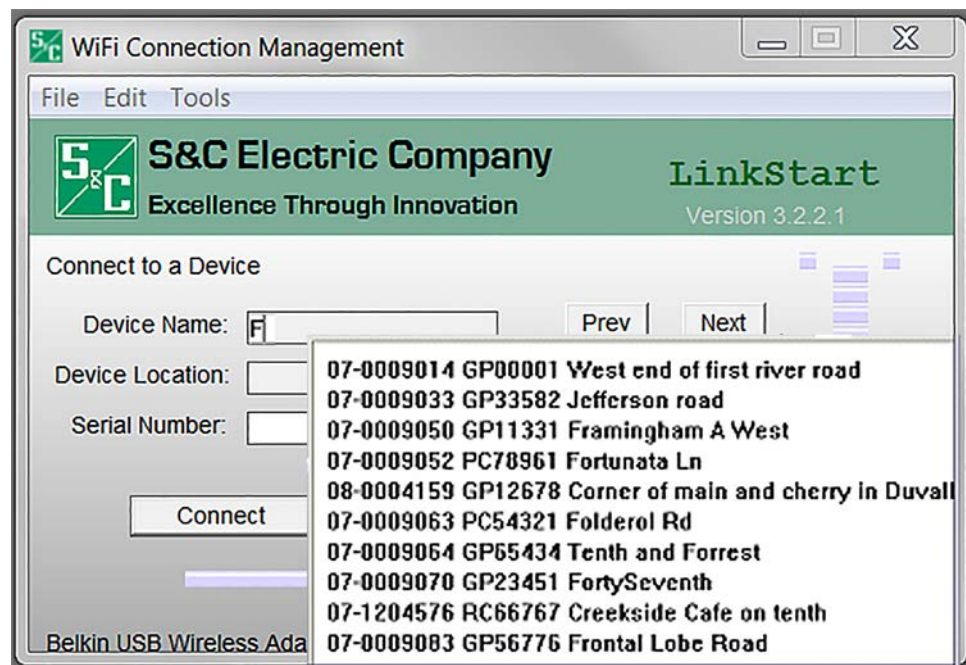 WiFi Connection Management
File Edit Tools
S&C
S&C Electric Company
Excellence Through Innovation
LinkStart
Version 3.2.2.1
Connect to a Device
Device Name: F
Prev Next
Device Location:
Serial Number:
07-0009014 GP00001 West end of first river road
07-0009033 GP33582 Jefferson road
07-0009050 GP11331 Framingham A West
07-0009052 PC78961 Fortunata Ln
08-0004159 GP12678 Corner of main and cherry in Duvall
07-0009063 PC54321 Folderol Rd
07-0009064 GP65434 Tenth and Forrest
07-0009070 GP23451 FortySeventh
07-1204576 RC66767 Creekside Cafe on tenth
07-0009083 GP56776 Frontal Lobe Road
Connect
Belkin USB Wireless Ada